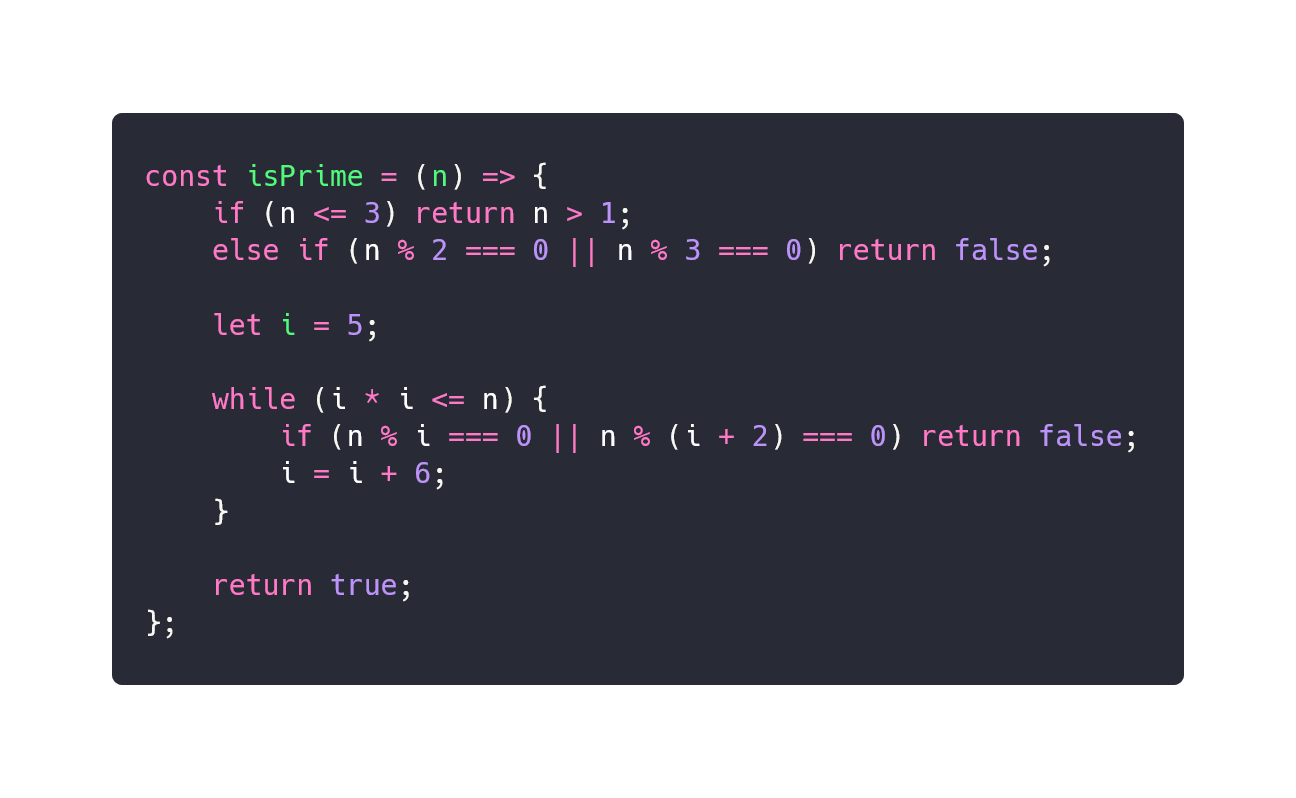 const isPrime = (n) => {
    if (n <= 3) return n > 1;
    else if (n % 2 === 0 || n % 3 === 0) return false;

    let i = 5;

    while (i * i <= n) {
        if (n % i === 0 || n % (i + 2) === 0) return false;
        i = i + 6;
    }

    return true;
};